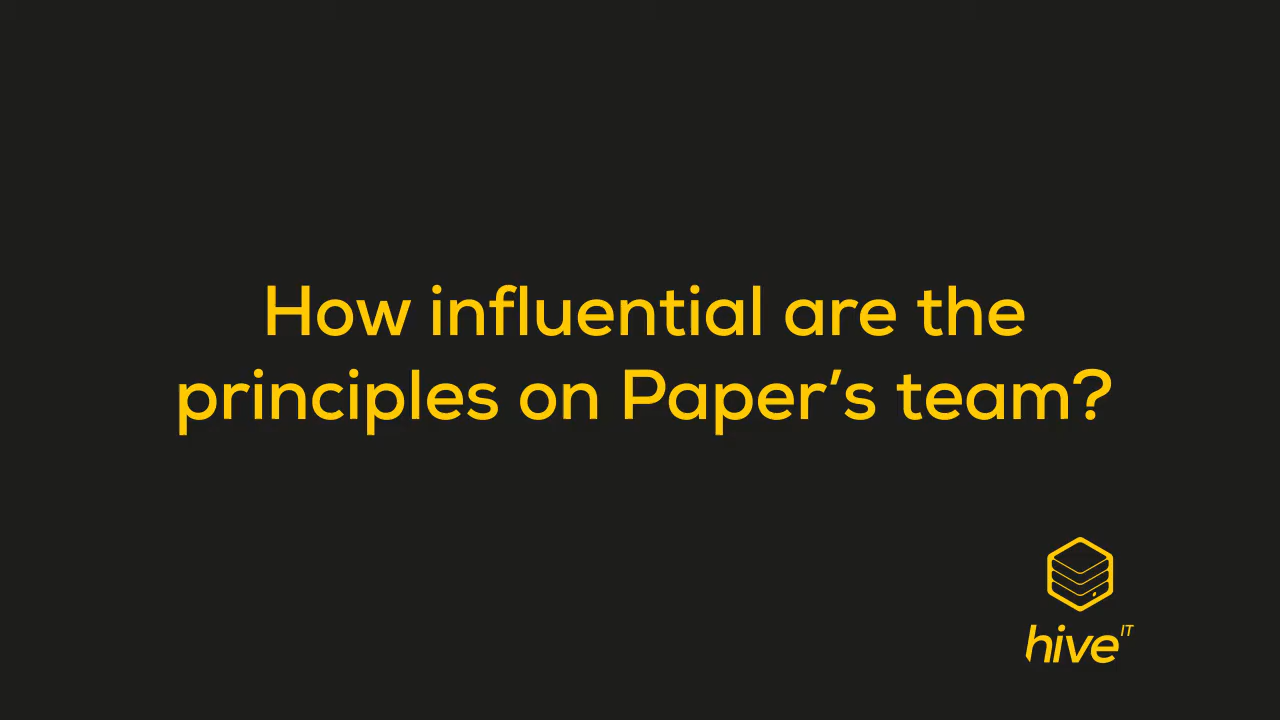 How influential are the
principles on Paper’s team?
hive IT